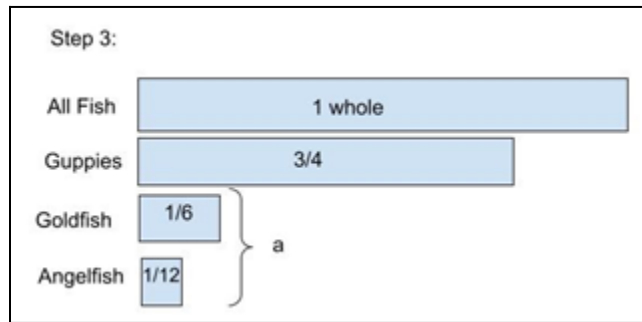 Step 3:
All Fish 1 whole
Guppies 3/4
Goldfish 1/6
a
Angelfish 1/12